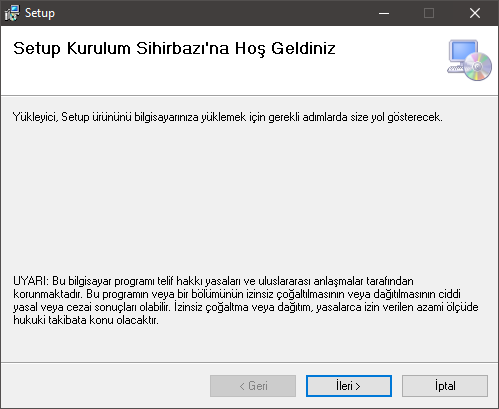 Setup
Setup Kurulum Sihirbazı'na Hoş Geldiniz
Yükleyici, Setup ürününü bilgisayarınıza yüklemek için gerekli adımlarda size yol gösterecek.
UYARI: Bu bilgisayar programı telif hakkı yasaları ve uluslararası anlaşmalar tarafından
korunmaktadır. Bu programın veya bir bölümünün izinsiz çoğaltılmasının veya dağıtılmasının ciddi
yasal veya cezai sonuçları olabilir. İzinsiz çoğaltma veya dağıtım, yasalarca izin verilen azami ölçüde
hukuki takibata konu olacaktır.
< Geri
İleri >
İptal